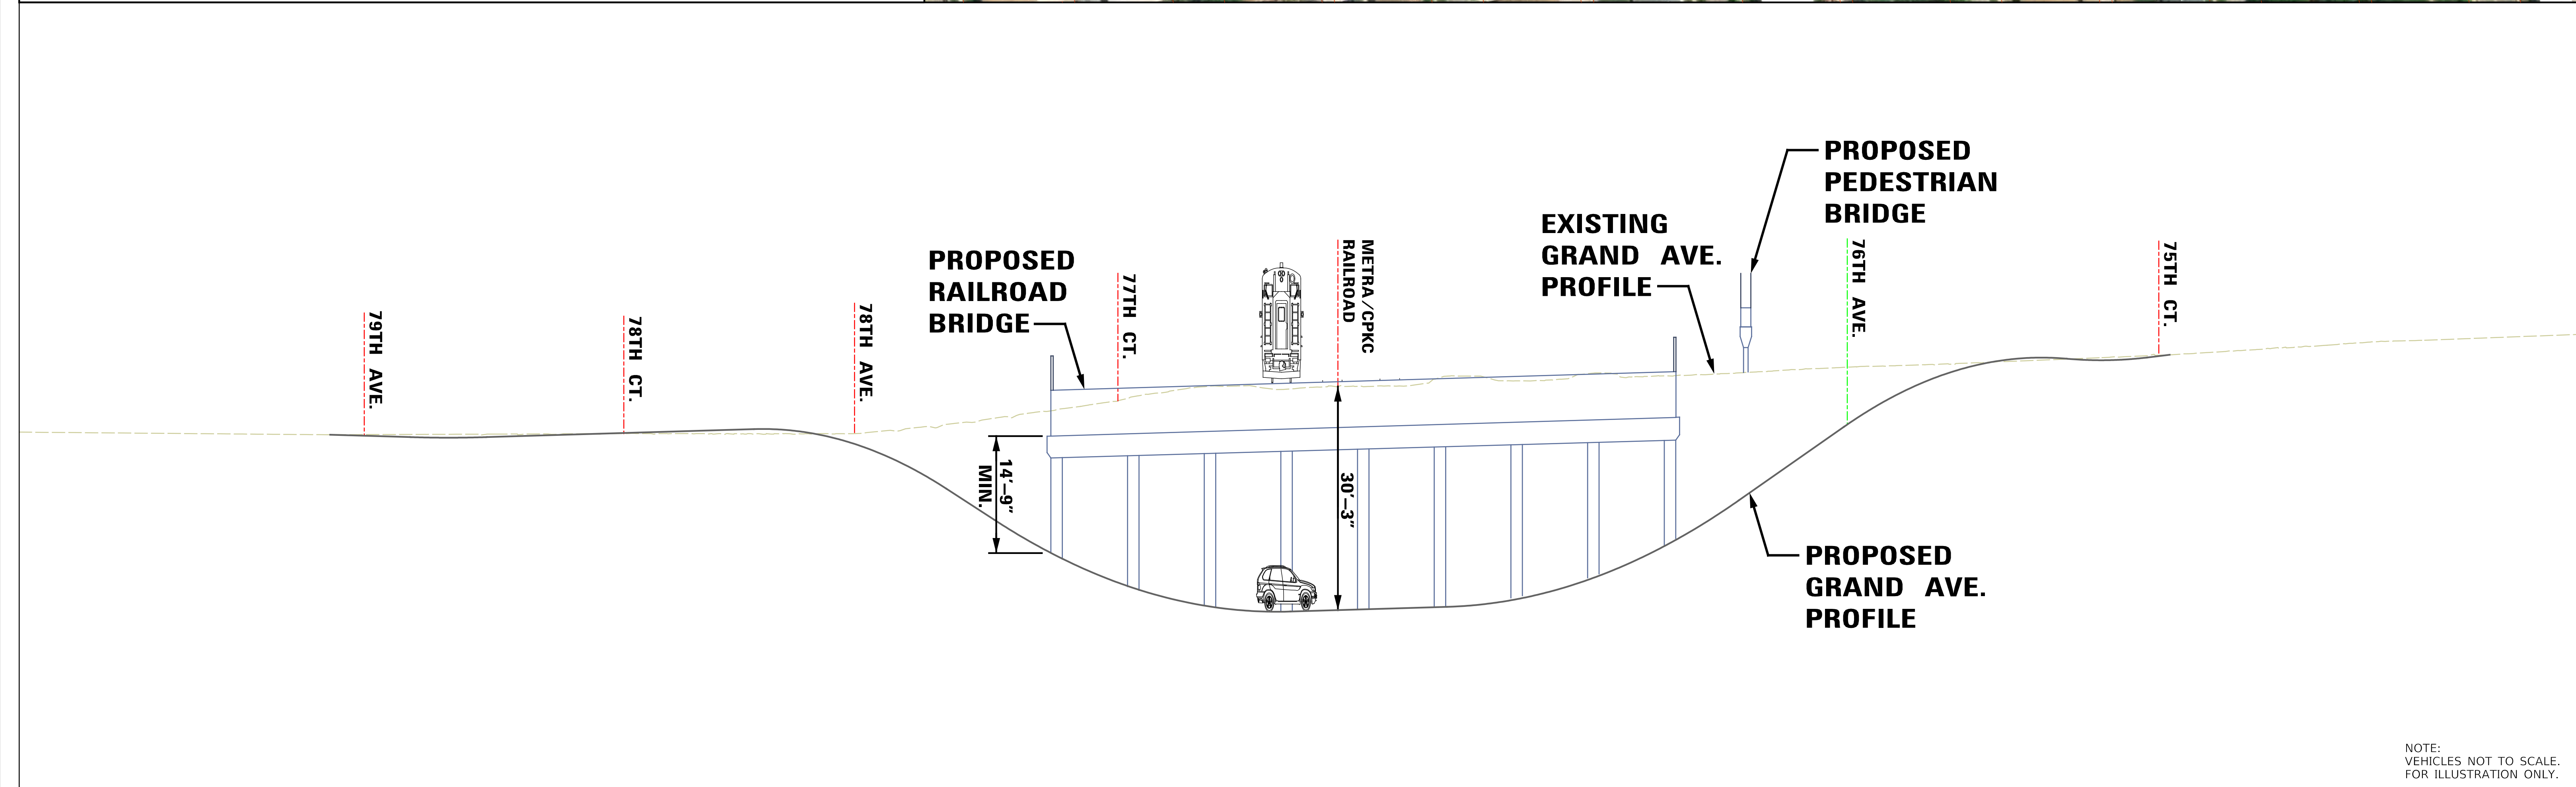 PROPOSED
PEDESTRIAN
BRIDGE
EXISTING
GRAND AVE.
PROFILE
PROPOSED
RAILROAD
BRIDGE
79TH AVE.
78TH CT.
78TH AVE.
77TH CT.
METRA/CPKC
RAILROAD
76TH AVE.
75TH CT.
14'-9"
MIN.
30'-3"
PROPOSED
GRAND AVE.
PROFILE
NOTE:
VEHICLES NOT TO SCALE.
FOR ILLUSTRATION ONLY.